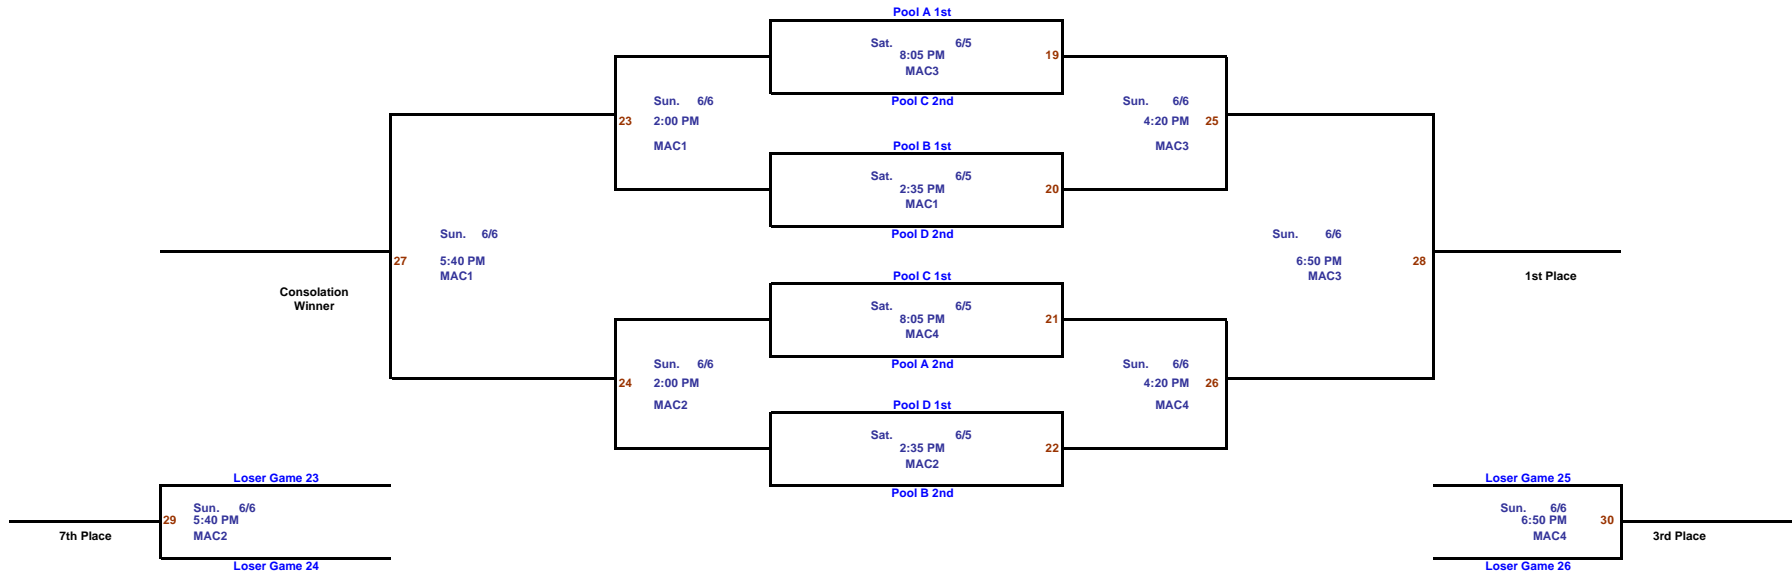 Pool A 1st
Sat. 6/5
8:05 PM
19
MAC3
Pool C 2nd
Sun. 6/6
23
2:00 PM
MAC1
Sun. 6/6
4:20 PM
25
MAC3
Pool B 1st
Sat. 6/5
2:35 PM
20
MAC1
Pool D 2nd
Sun. 6/6
27
5:40 PM
MAC1
Consolation
Winner
Sun. 6/6
6:50 PM
28
MAC3
1st Place
Pool C 1st
Sat. 6/5
8:05 PM
21
MAC4
Pool A 2nd
Sun. 6/6
24
2:00 PM
MAC2
Sun. 6/6
4:20 PM
26
MAC4
Pool D 1st
Sat. 6/5
2:35 PM
22
MAC2
Pool B 2nd
Loser Game 23
Sun. 6/6
29
5:40 PM
MAC2
7th Place
Loser Game 24
Loser Game 25
Sun. 6/6
6:50 PM
30
MAC4
3rd Place
Loser Game 26